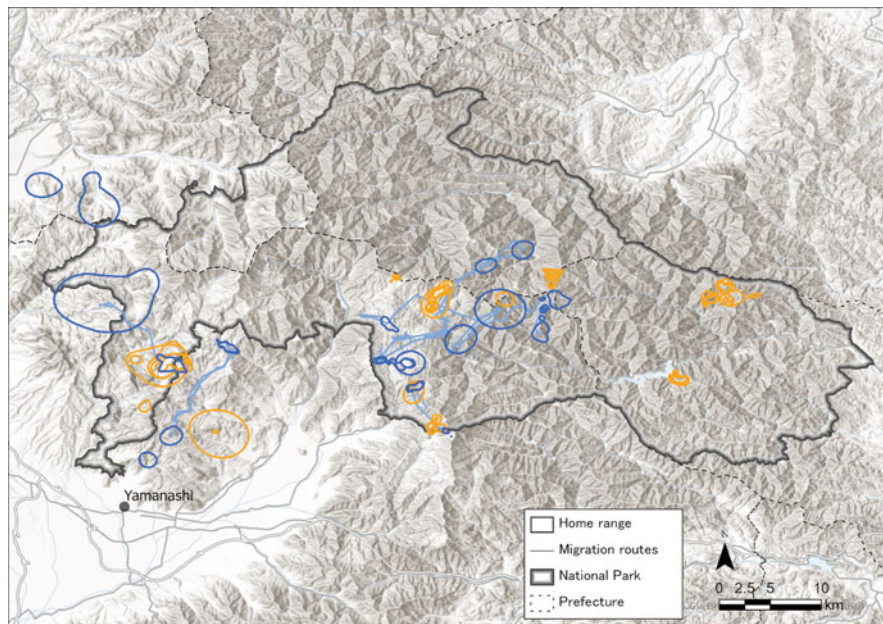 Yamanashi
Home range
Migration routes
National Park
Prefecture
N
0 2.5 5 10
km